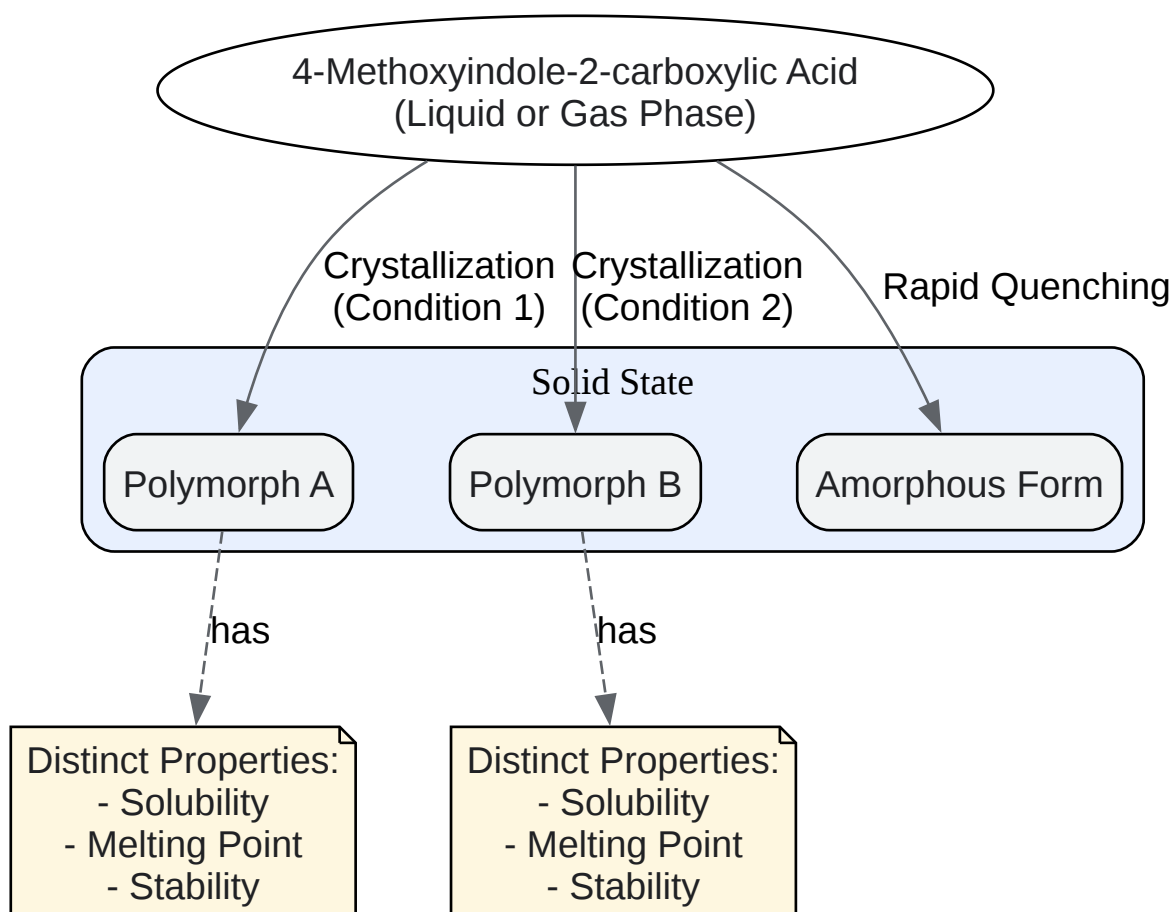 4-Methoxyindole-2-carboxylic Acid
(Liquid or Gas Phase)
Crystallization
(Condition 1)
Crystallization
(Condition 2)
Rapid Quenching
Solid State
Polymorph A
Polymorph B
Amorphous Form
has
has
Distinct Properties:
- Solubility
- Melting Point
- Stability
Distinct Properties:
- Solubility
- Melting Point
- Stability